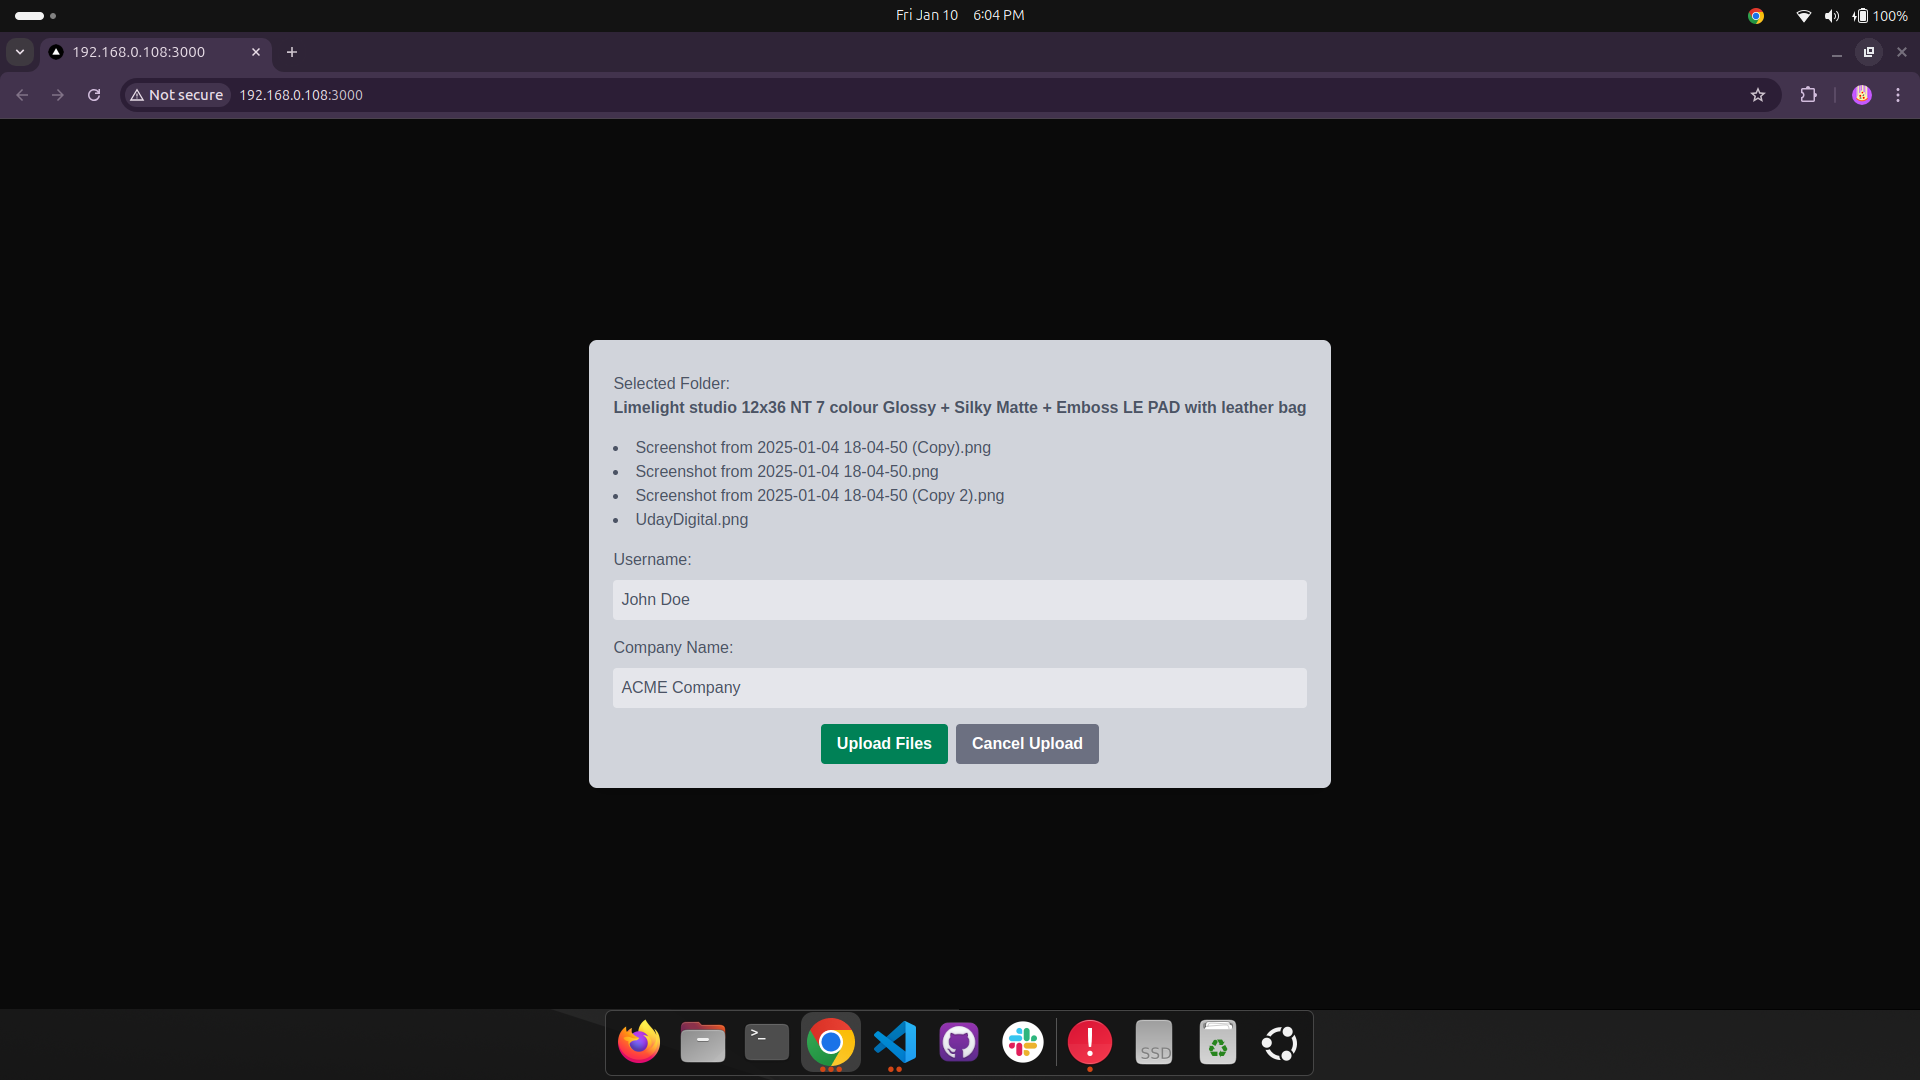 Fri Jan 10 6:04 PM
100%
192.168.0.108:3000
Not secure 192.168.0.108:3000
Selected Folder:
Limelight studio 12x36 NT 7 colour Glossy + Silky Matte + Emboss LE PAD with leather bag
Screenshot from 2025-01-04 18-04-50 (Copy).png
Screenshot from 2025-01-04 18-04-50.png
Screenshot from 2025-01-04 18-04-50 (Copy 2).png
UdayDigital.png
Username:
John Doe
Company Name:
ACME Company
Upload Files Cancel Upload
SSD